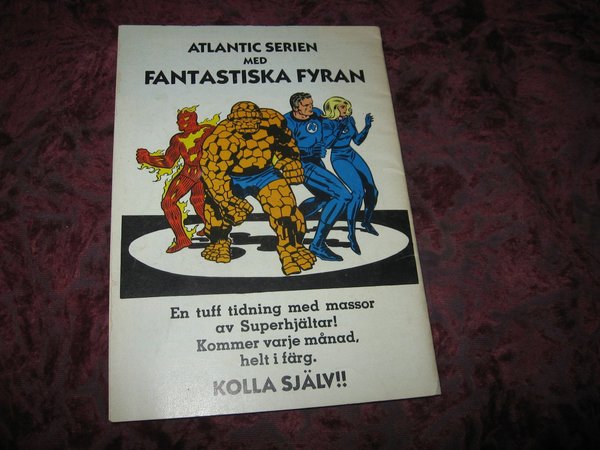 ATLANTIC SERIEN
MED
FANTASTISKA FYRAN
En tuff tidning med massor
av Superhjältar!
Kommer varje månad,
helt i färg.
KOLLA SJÄLV!!